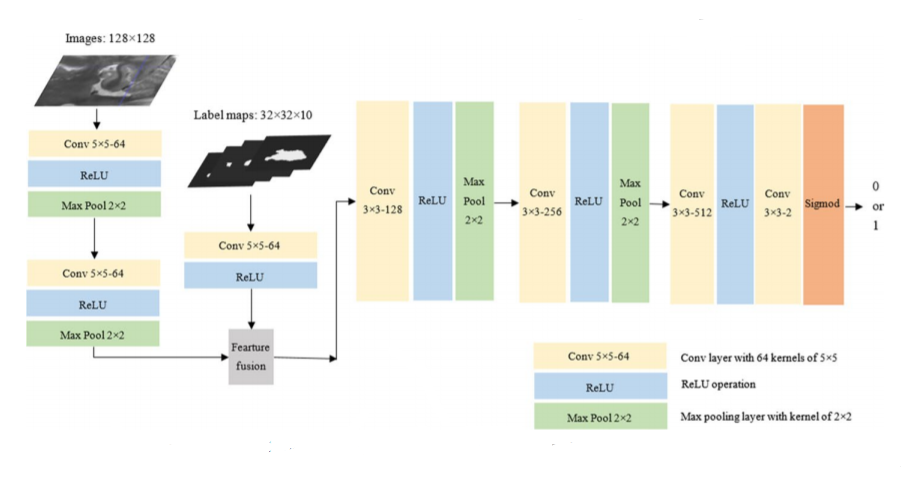 Images: 128×128
Conv 5×5-64
ReLU
Max Pool 2×2
Conv 5×5-64
ReLU
Max Pool 2×2
Label maps: 32×32×10
Conv 5×5-64
ReLU
Fearture
fusion
Conv
3×3-128
ReLU
Max
Pool
2×2
Conv
3×3-256
ReLU
Max
Pool
2×2
Conv
3×3-512
ReLU
Conv
3×3-2
Sigmod
0
or
1
Conv 5×5-64
Conv layer with 64 kernels of 5×5
ReLU
ReLU operation
Max Pool 2×2
Max pooling layer with kernel of 2×2